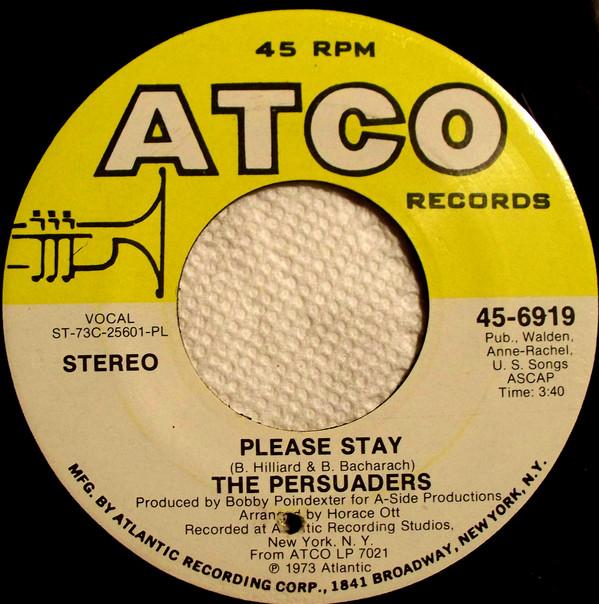 45 RPM
ATCO
RECORDS
VOCAL
ST-73C-25601-PL
STEREO
45-6919
Pub., Walden,
Anne-Rachel,
U. S. Songs
ASCAP
Time: 3:40
PLEASE STAY
(B. Hilliard & B. Bacharach)
THE PERSUADERS
Produced by Bobby Poindexter for A-Side Productions
Arranged by Horace Ott
Recorded at Atlantic Recording Studios,
New York. N. Y.
From ATCO LP 7021
℗ 1973 Atlantic
MFG. BY ATLANTIC RECORDING CORP., 1841 BROADWAY, NEW YORK, N.Y.